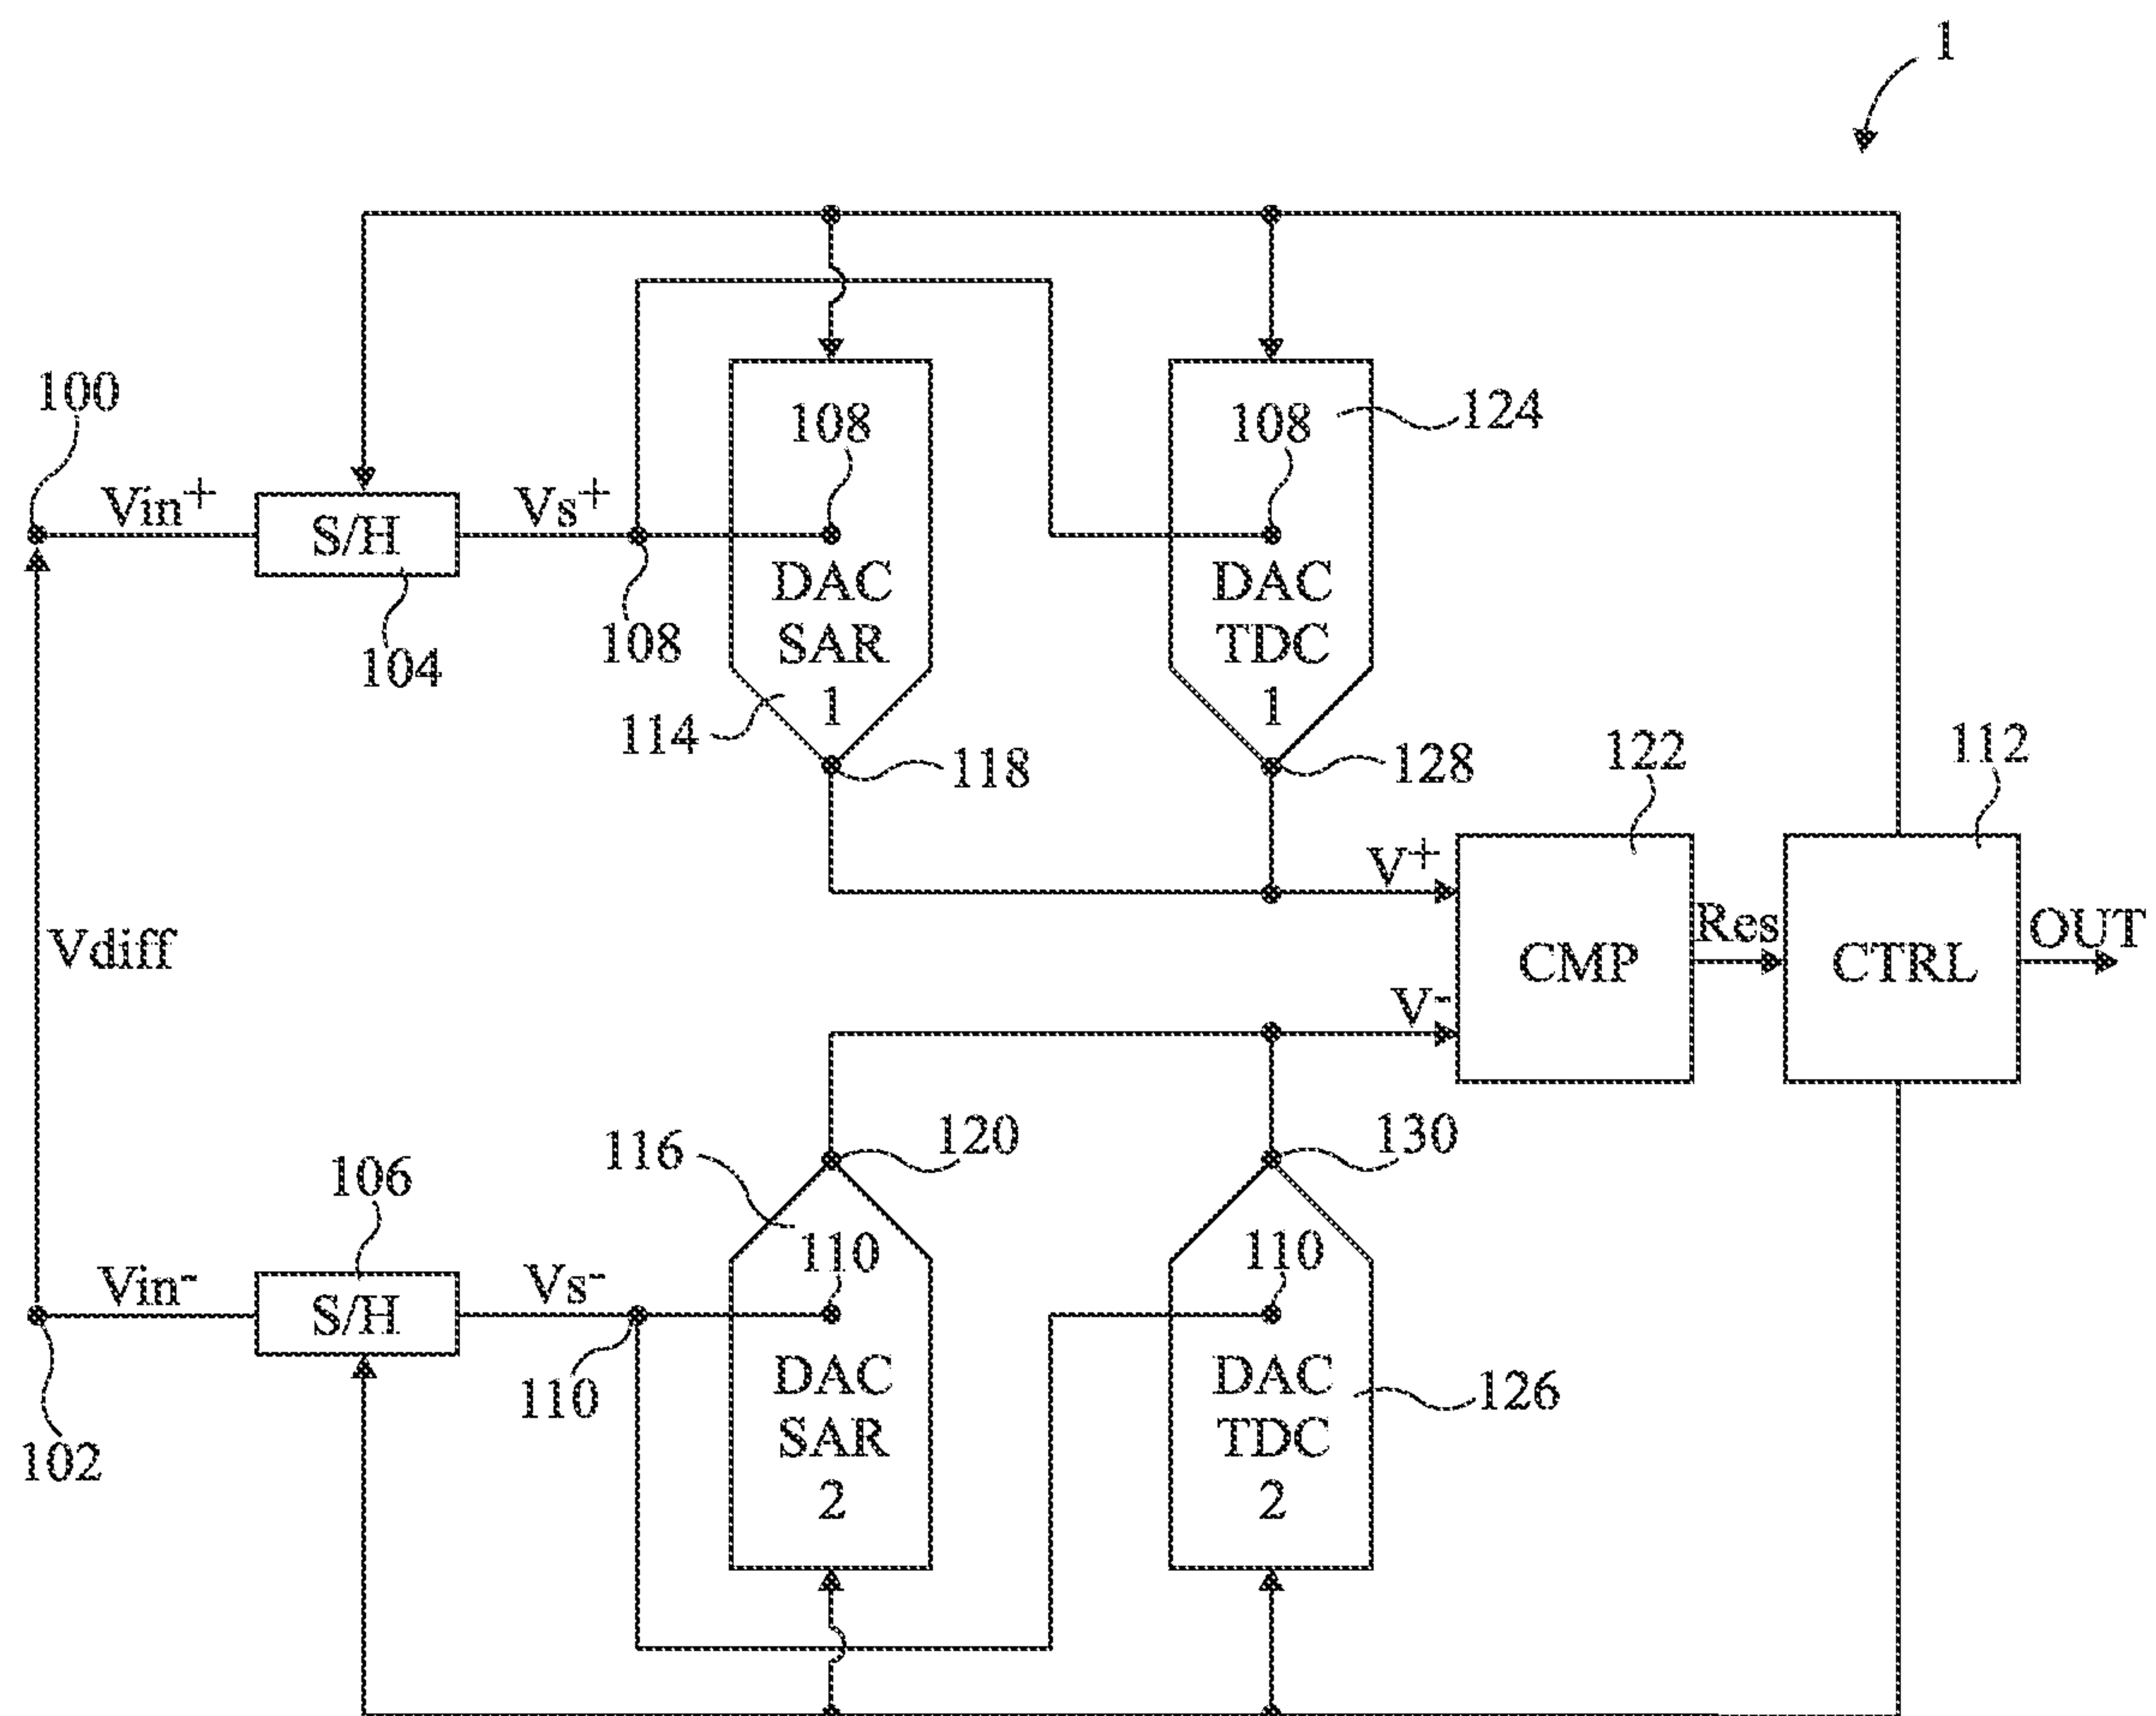 1
100
Vin+
S/H
104
Vs+
108
108
DAC
SAR
1
114
118
108
DAC
TDC
1
124
128
122
112
V+
V-
CMP
Res
CTRL
OUT
Vdiff
116
120
130
106
Vin-
S/H
Vs-
110
102
110
DAC
SAR
2
110
DAC
TDC
2
126